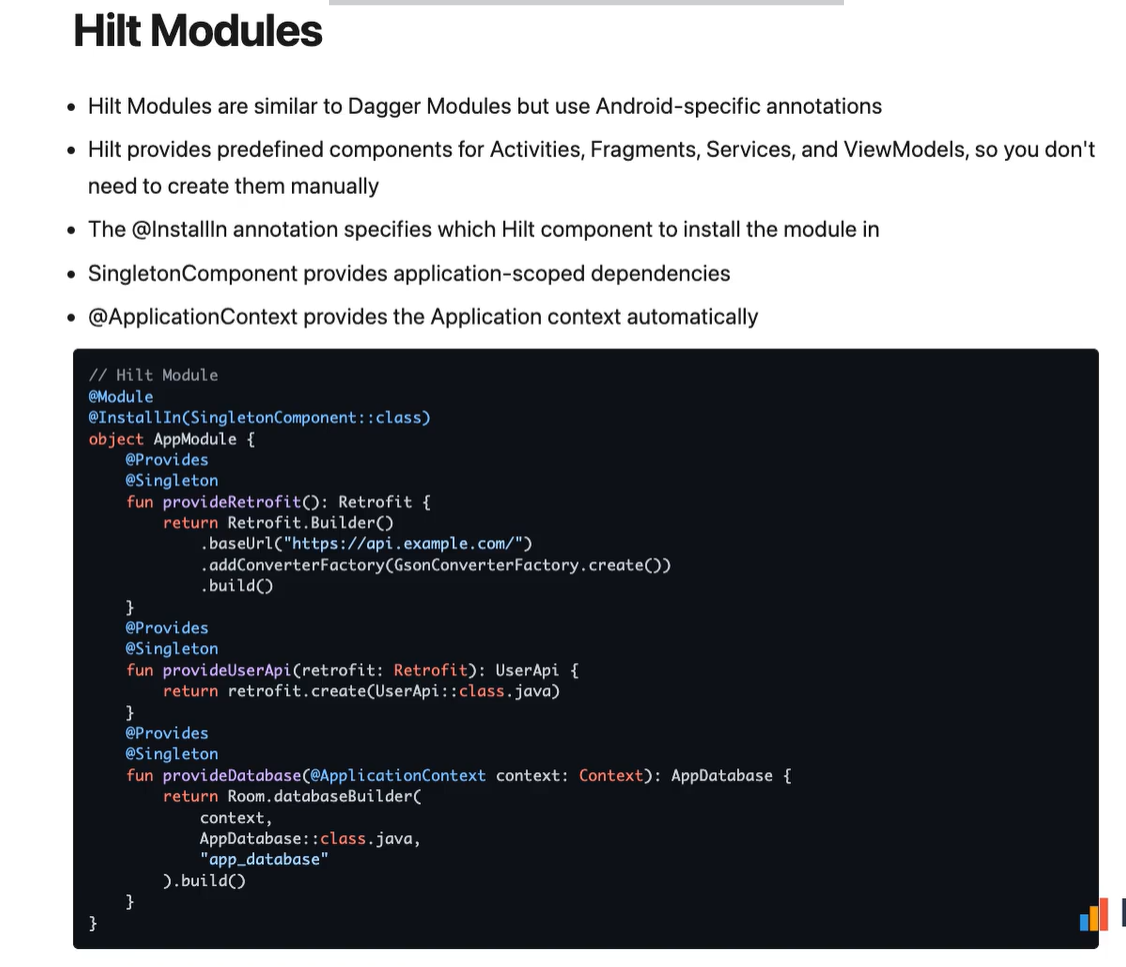 Hilt Modules
• Hilt Modules are similar to Dagger Modules but use Android-specific annotations
• Hilt provides predefined components for Activities, Fragments, Services, and ViewModels, so you don't
need to create them manually
• The @InstallIn annotation specifies which Hilt component to install the module in
• SingletonComponent provides application-scoped dependencies
• @ApplicationContext provides the Application context automatically
// Hilt Module
@Module
@InstallIn(SingletonComponent::class)
object AppModule {
    @Provides
    @Singleton
    fun provideRetrofit(): Retrofit {
        return Retrofit.Builder()
            .baseUrl("https://api.example.com/")
            .addConverterFactory(GsonConverterFactory.create())
            .build()
    }
    @Provides
    @Singleton
    fun provideUserApi(retrofit: Retrofit): UserApi {
        return retrofit.create(UserApi::class.java)
    }
    @Provides
    @Singleton
    fun provideDatabase(@ApplicationContext context: Context): AppDatabase {
        return Room.databaseBuilder(
            context,
            AppDatabase::class.java,
            "app_database"
        ).build()
    }
}